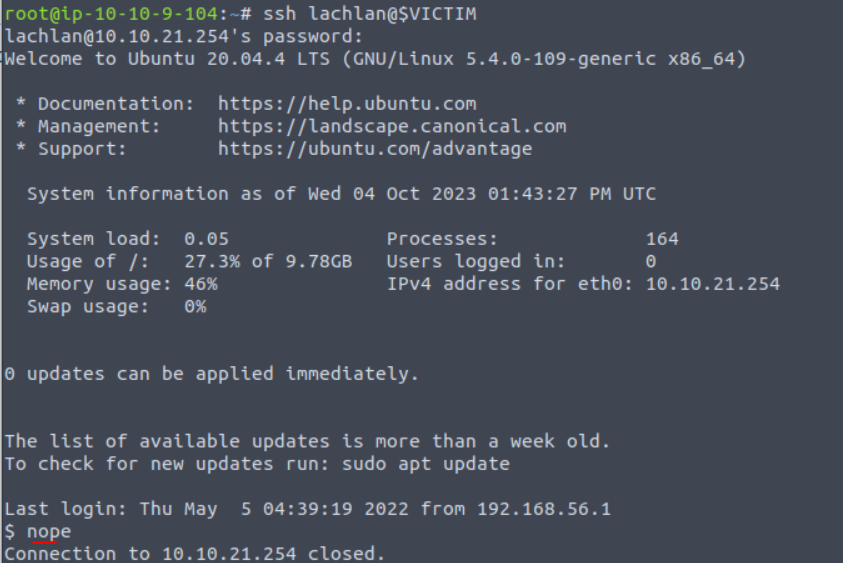 root@ip-10-10-9-104:~# ssh lachlan@$VICTIM
lachlan@10.10.21.254's password:
Welcome to Ubuntu 20.04.4 LTS (GNU/Linux 5.4.0-109-generic x86_64)
* Documentation:  https://help.ubuntu.com
* Management:     https://landscape.canonical.com
* Support:        https://ubuntu.com/advantage
System information as of Wed 04 Oct 2023 01:43:27 PM UTC
System load:  0.05              Processes:             164
Usage of /:   27.3% of 9.78GB   Users logged in:       0
Memory usage: 46%               IPv4 address for eth0: 10.10.21.254
Swap usage:   0%
0 updates can be applied immediately.
The list of available updates is more than a week old.
To check for new updates run: sudo apt update
Last login: Thu May  5 04:39:19 2022 from 192.168.56.1
$ nope
Connection to 10.10.21.254 closed.